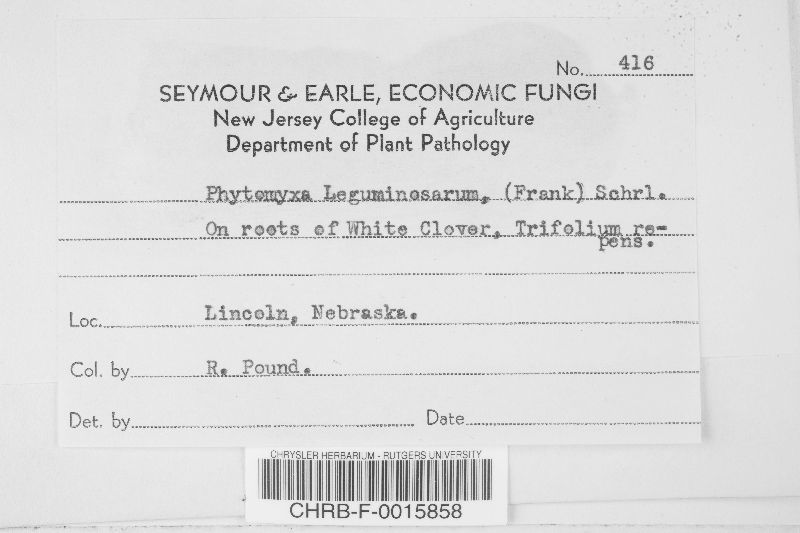 No. 416
SEYMOUR & EARLE, ECONOMIC FUNGI
New Jersey College of Agriculture
Department of Plant Pathology
Phytomyxa Leguminosarum, (Frank) Schrl.
On roots of White Clover, Trifolium re-
pens.
Loc. Lincoln, Nebraska.
Col. by R. Pound.
Det. by Date
CHRYSLER HERBARIUM - RUTGERS UNIVERSITY
CHRB-F-0015858